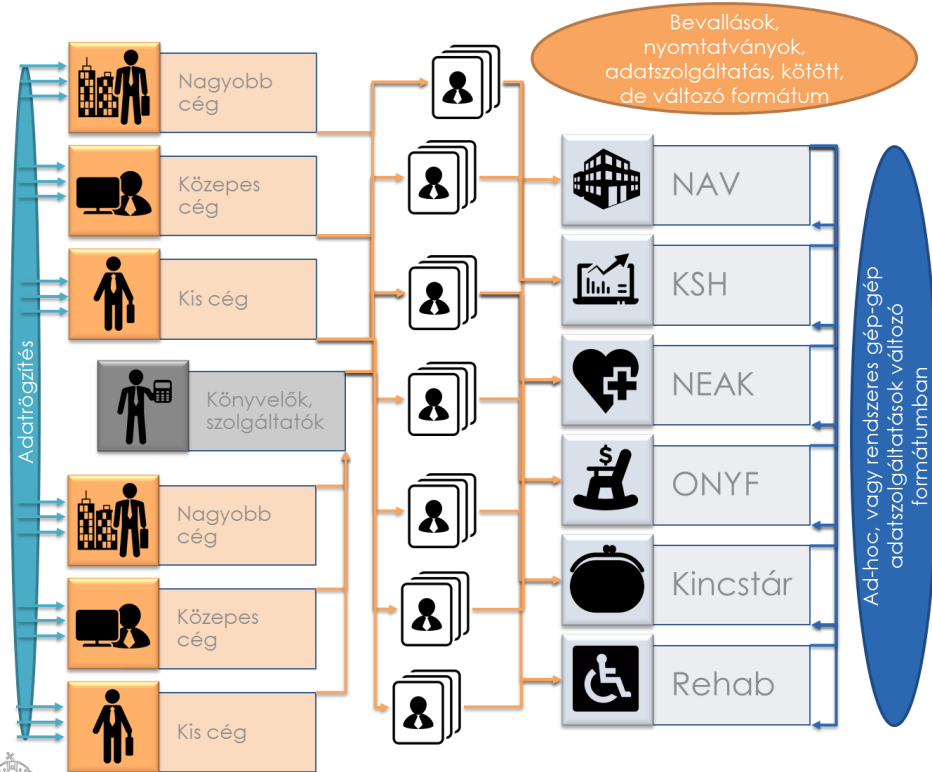 Bevallások,
nyomtatványok,
adatszolgáltatás, kötött,
de változó formátum
Adatrögzítés
Nagyobb
cég
Közepes
cég
Kis cég
Könyvelők,
szolgáltatók
Nagyobb
cég
Közepes
cég
Kis cég
NAV
KSH
NEAK
$
ONYF
Kincstár
Rehab
Ad-hoc, vagy rendszeres gép-gép
adatszolgáltatások változó
formátumban